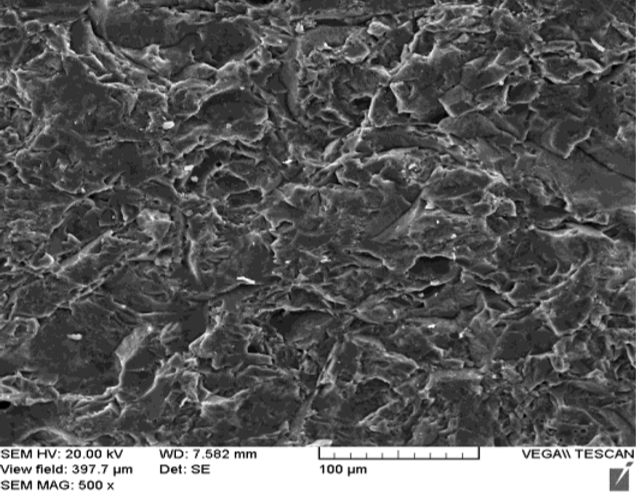 SEM HV: 20.00 kV WD: 7.582 mm VEGA\\ TESCAN
View field: 397.7 µm Det: SE 100 µm
SEM MAG: 500 x